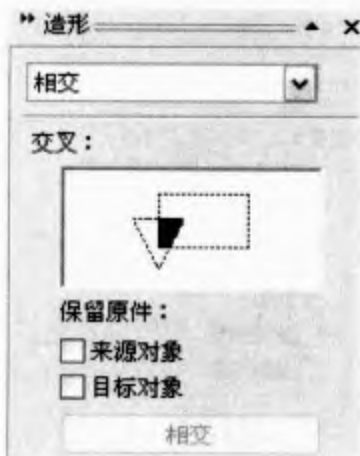 造形
相交
交叉：
保留原件：
来源对象
目标对象
相交